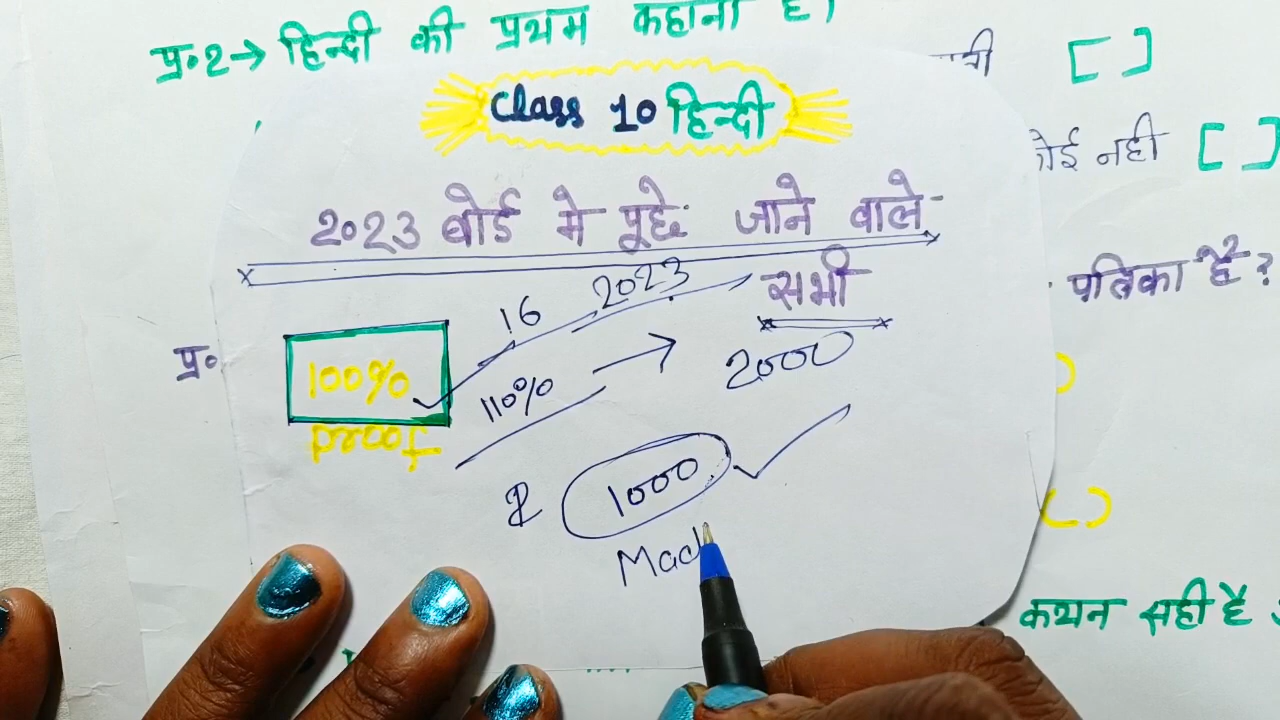 प्र०2→ हिन्दी की प्रथम कहानी है।
[ ]
Class 10 हिन्दी
कोई नही [ ]
2023 बोर्ड मे पूछे जाने वाले
सभी
पत्रिका है?
16 2023
प्र०
100%
proof
110%
2000
1000
Mad
कथन सही है